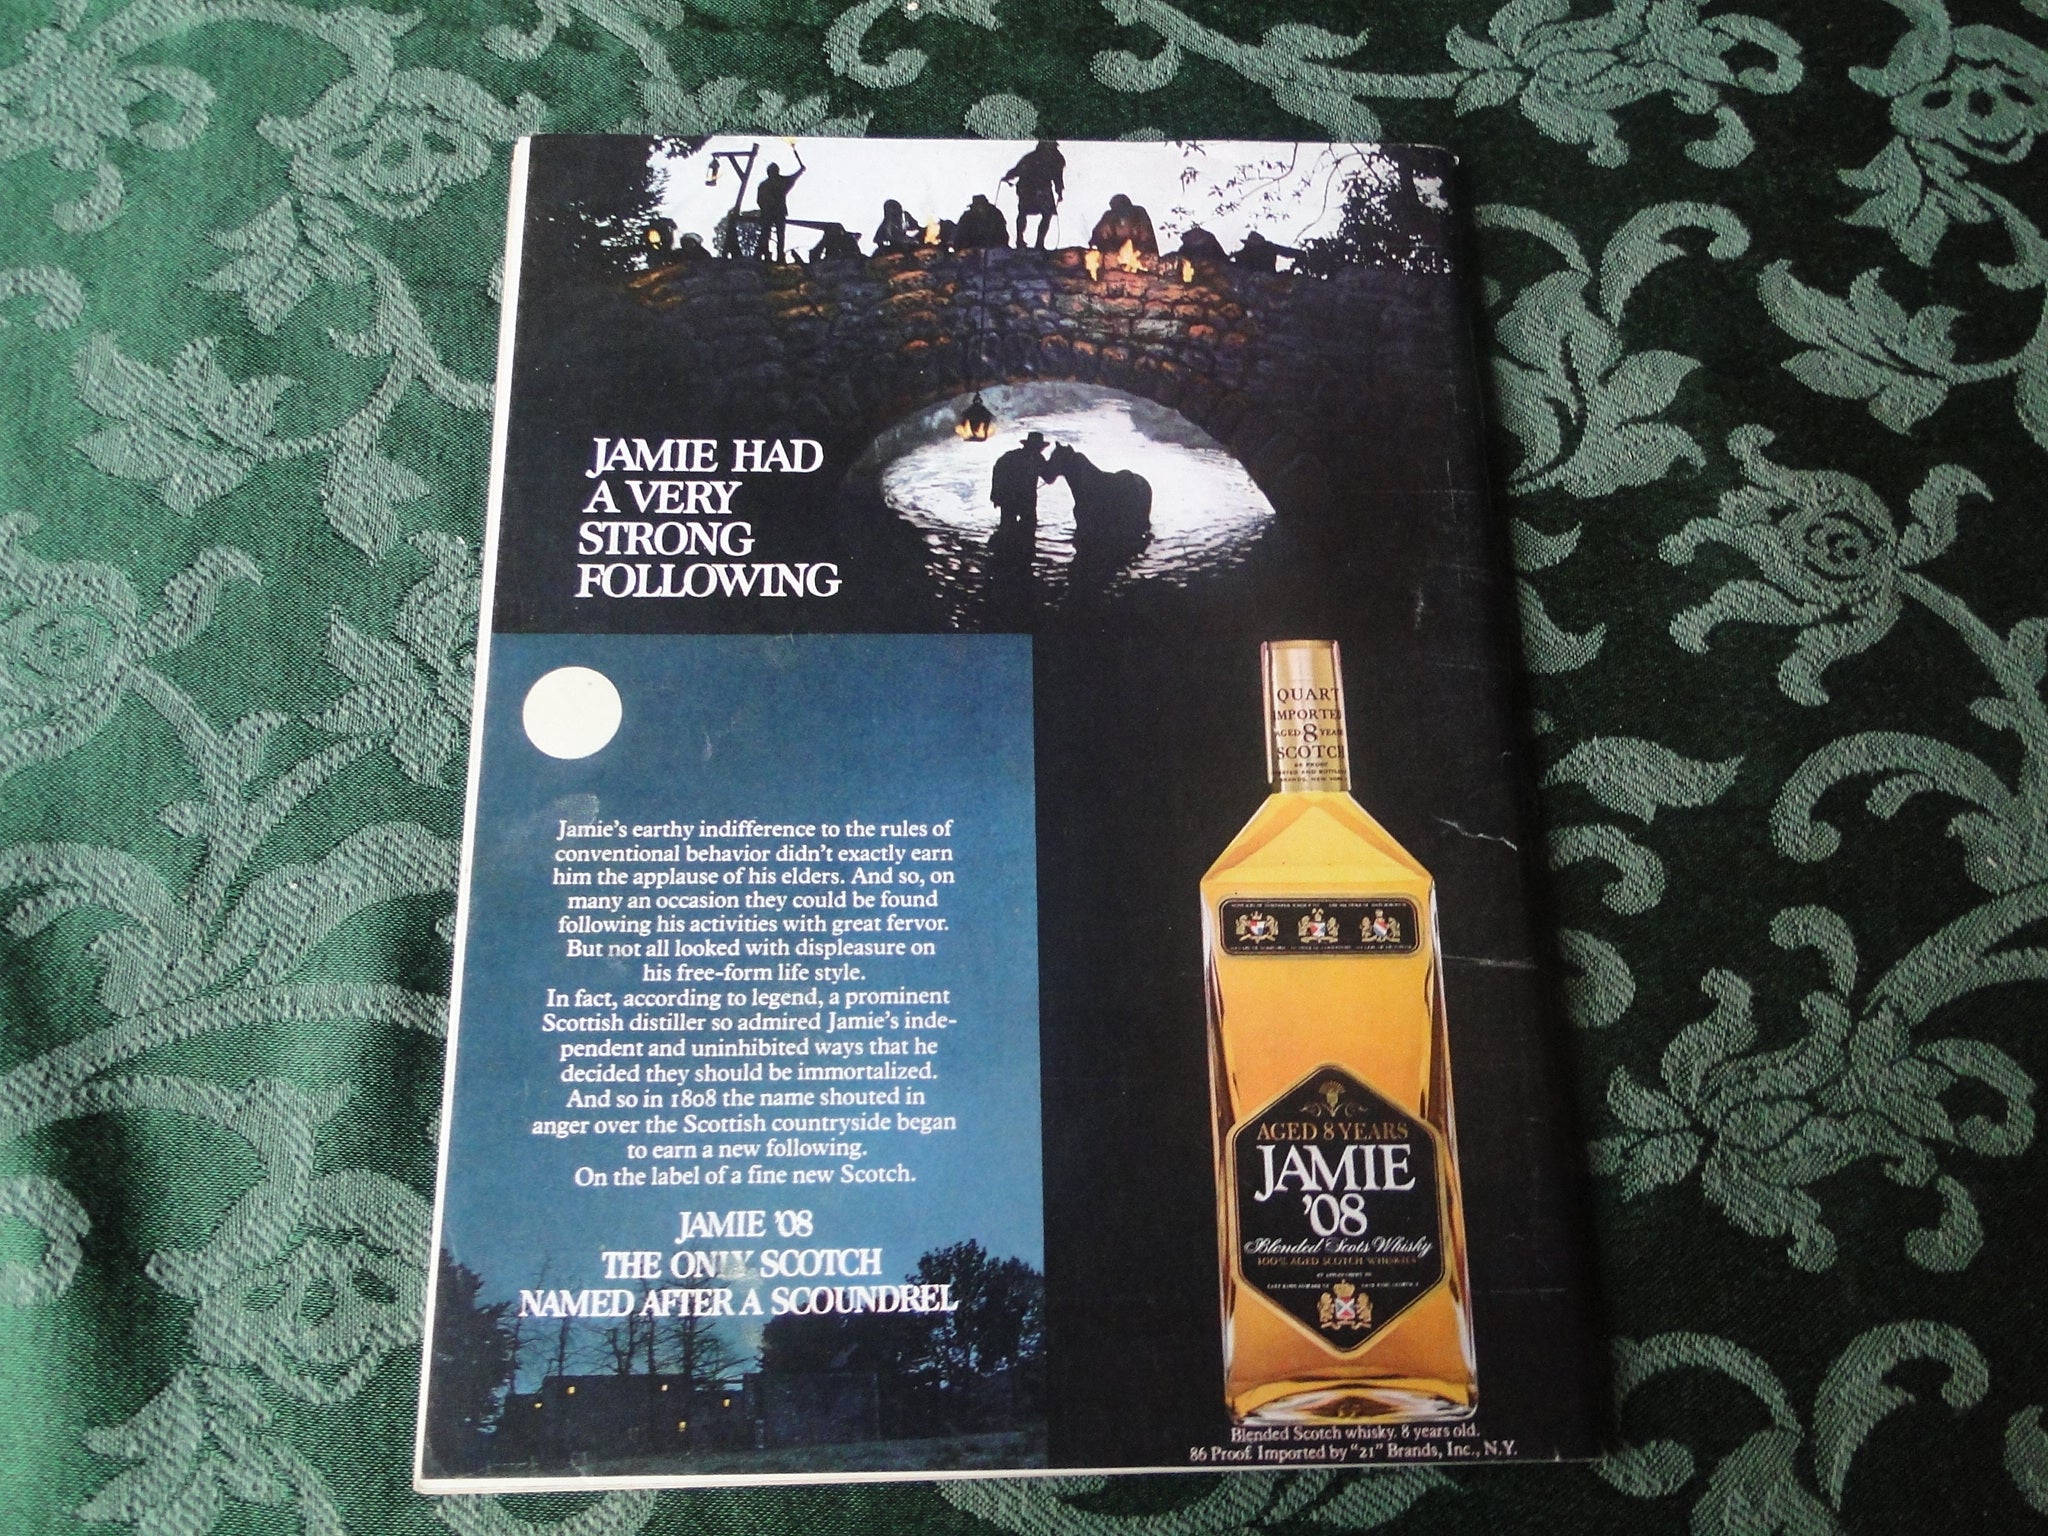 JAMIE HAD
A VERY
STRONG
FOLLOWING
Jamie's earthy indifference to the rules of
conventional behavior didn't exactly earn
him the applause of his elders. And so, on
many an occasion they could be found
following his activities with great fervor.
But not all looked with displeasure on
his free-form life style.
In fact, according to legend, a prominent
Scottish distiller so admired Jamie's inde-
pendent and uninhibited ways that he
decided they should be immortalized.
And so in 1808 the name shouted in
anger over the Scottish countryside began
to earn a new following.
On the label of a fine new Scotch.
JAMIE '08
THE ONLY SCOTCH
NAMED AFTER A SCOUNDREL
QUART
IMPORTED
AGED 8 YEARS
SCOTCH
86 PROOF
AGED 8 YEARS
JAMIE
'08
Blended Scots Whisky
100% AGED SCOTCH WHISKIES
Blended Scotch whisky. 8 years old.
86 Proof. Imported by "21" Brands, Inc., N.Y.